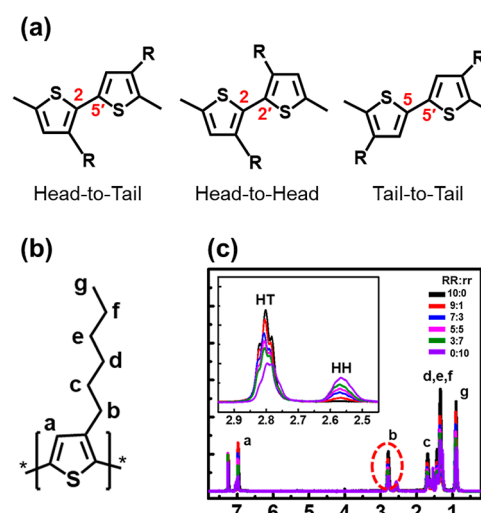 (a)
R
S
2
5'
S
R
R
S
2
2'
S
R
R
S
5
5'
S
R
Head-to-Tail
Head-to-Head
Tail-to-Tail
(b)
(c)
g
f
e
d
c
b
a
*
S
*
HT
HH
2.9 2.8 2.7 2.6 2.5
RR:rr
10:0
9:1
7:3
5:5
3:7
0:10
a
b
c
d,e,f
g
7 6 5 4 3 2 1